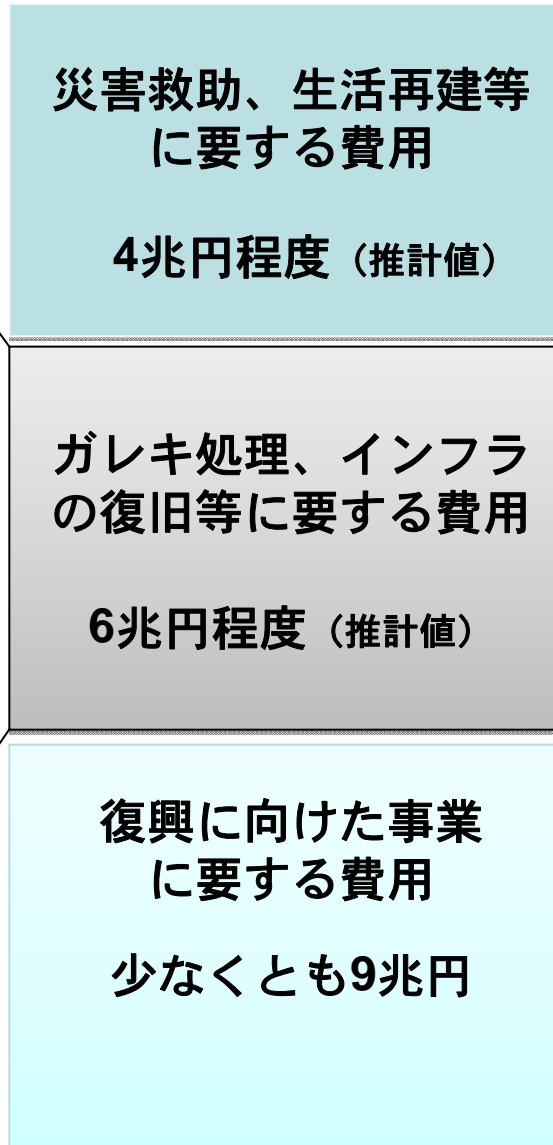 災害救助、生活再建等
に要する費用
4兆円程度（推計値）
ガレキ処理、インフラ
の復旧等に要する費用
6兆円程度（推計値）
復興に向けた事業
に要する費用
少なくとも9兆円